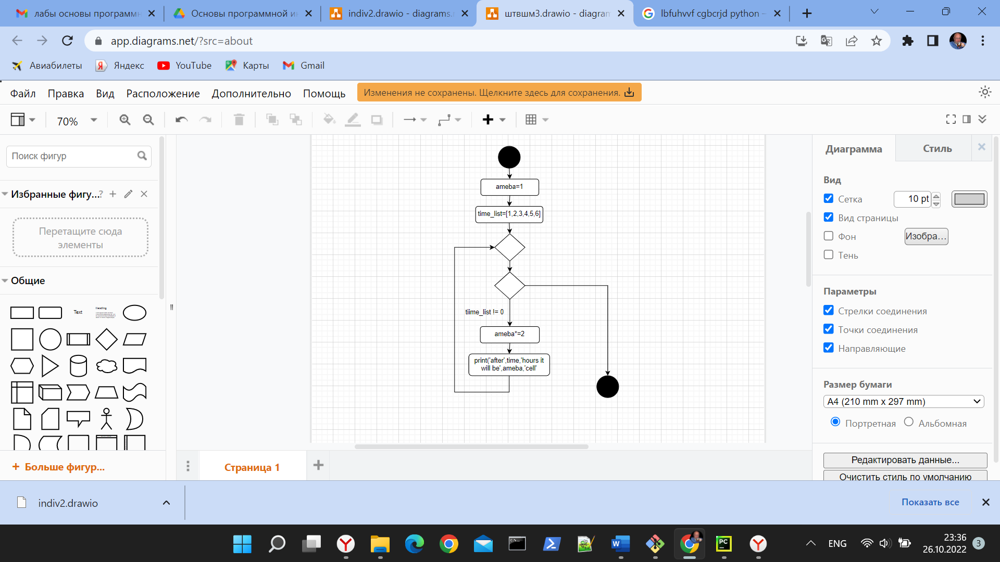 лабы основы программн
Основы программной ин
indiv2.drawio - diagrams.
штвшм3.drawio - diagram
lbfuhvvf cgbcrjd python –
app.diagrams.net/?src=about
Авиабилеты
Яндекс
YouTube
Карты
Gmail
Файл
Правка
Вид
Расположение
Дополнительно
Помощь
Изменения не сохранены. Щелкните здесь для сохранения.
70%
Поиск фигур
Избранные фигу...?
Перетащите сюда
элементы
Общие
Text
Heading
Больше фигур...
ameba=1
time_list=[1,2,3,4,5,6]
tiime_list != 0
ameba*=2
print('after',time,'hours it
will be',ameba,'cell'
Страница 1
Диаграмма
Стиль
Вид
Сетка
10 pt
Вид страницы
Фон
Изобра...
Тень
Параметры
Стрелки соединения
Точки соединения
Направляющие
Размер бумаги
A4 (210 mm x 297 mm)
Портретная
Альбомная
Редактировать данные...
Очистить стиль по умолчанию
indiv2.drawio
Показать все
ENG
23:36
26.10.2022
3